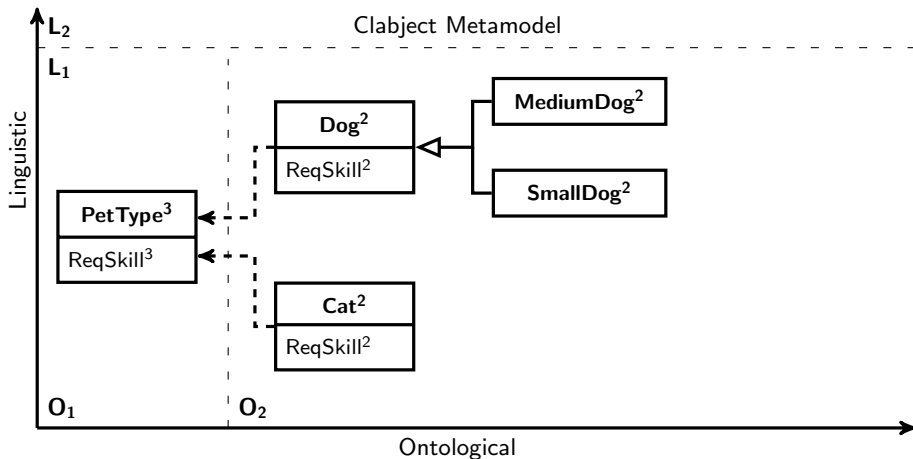 L₂
Clabject Metamodel
L₁
Linguistic
MediumDog²
Dog²
ReqSkill²
SmallDog²
PetType³
ReqSkill³
Cat²
ReqSkill²
O₁
O₂
Ontological